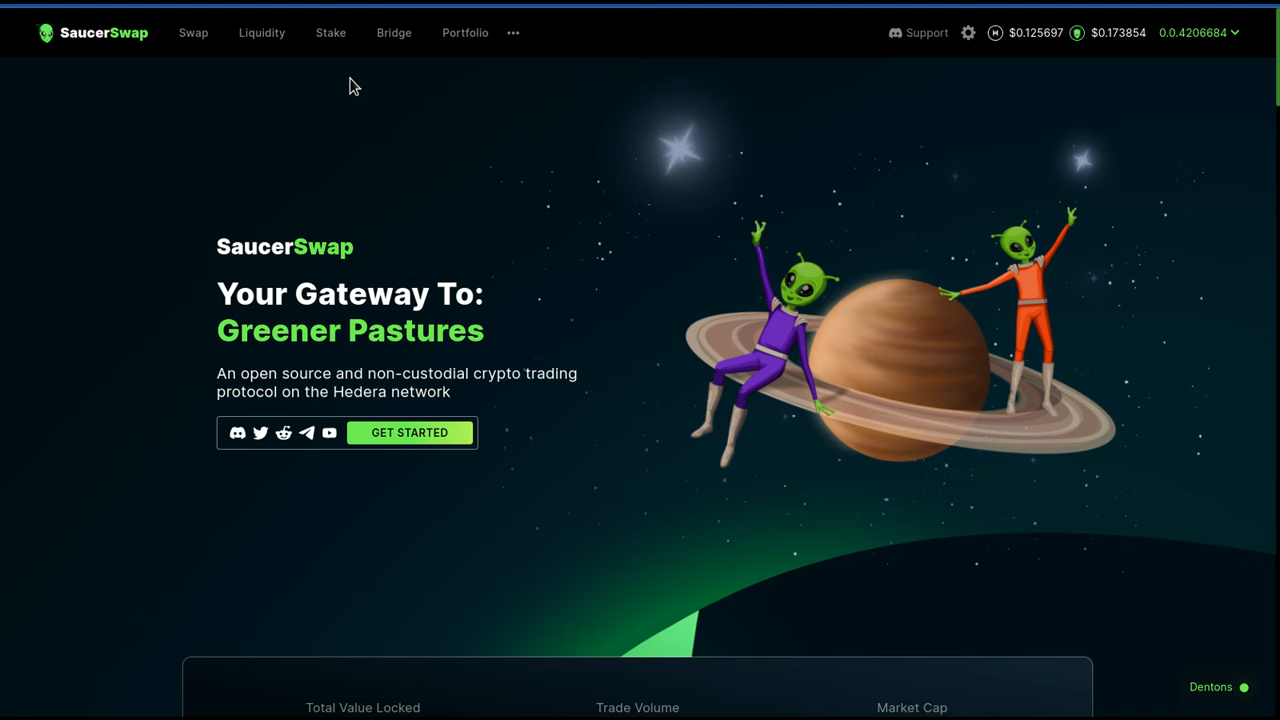 SaucerSwap Swap Liquidity Stake Bridge Portfolio ••• Support $0.125697 $0.173854 0.0.4206684
SaucerSwap
Your Gateway To:
Greener Pastures
An open source and non-custodial crypto trading
protocol on the Hedera network
GET STARTED
Dentons
Total Value Locked Trade Volume Market Cap